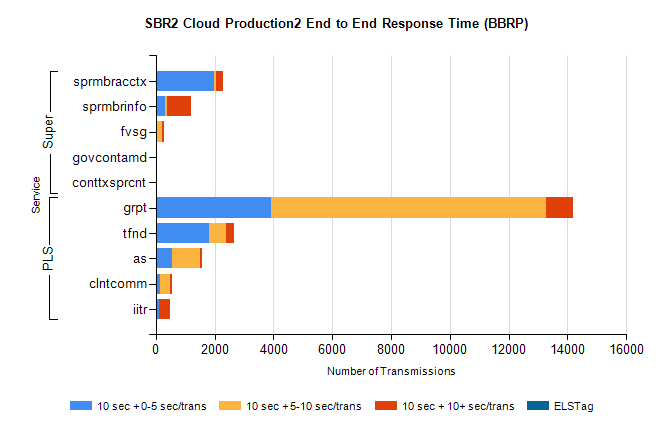 SBR2 Cloud Production2 End to End Response Time (BBRP)
Service
Super
sprmbracctx
sprmbrinfo
fvsg
govcontamd
conttxsprcnt
PLS
grpt
tfnd
as
clntcomm
iitr
0 2000 4000 6000 8000 10000 12000 14000 16000
Number of Transmissions
10 sec +0-5 sec/trans 10 sec +5-10 sec/trans 10 sec + 10+ sec/trans ELSTag